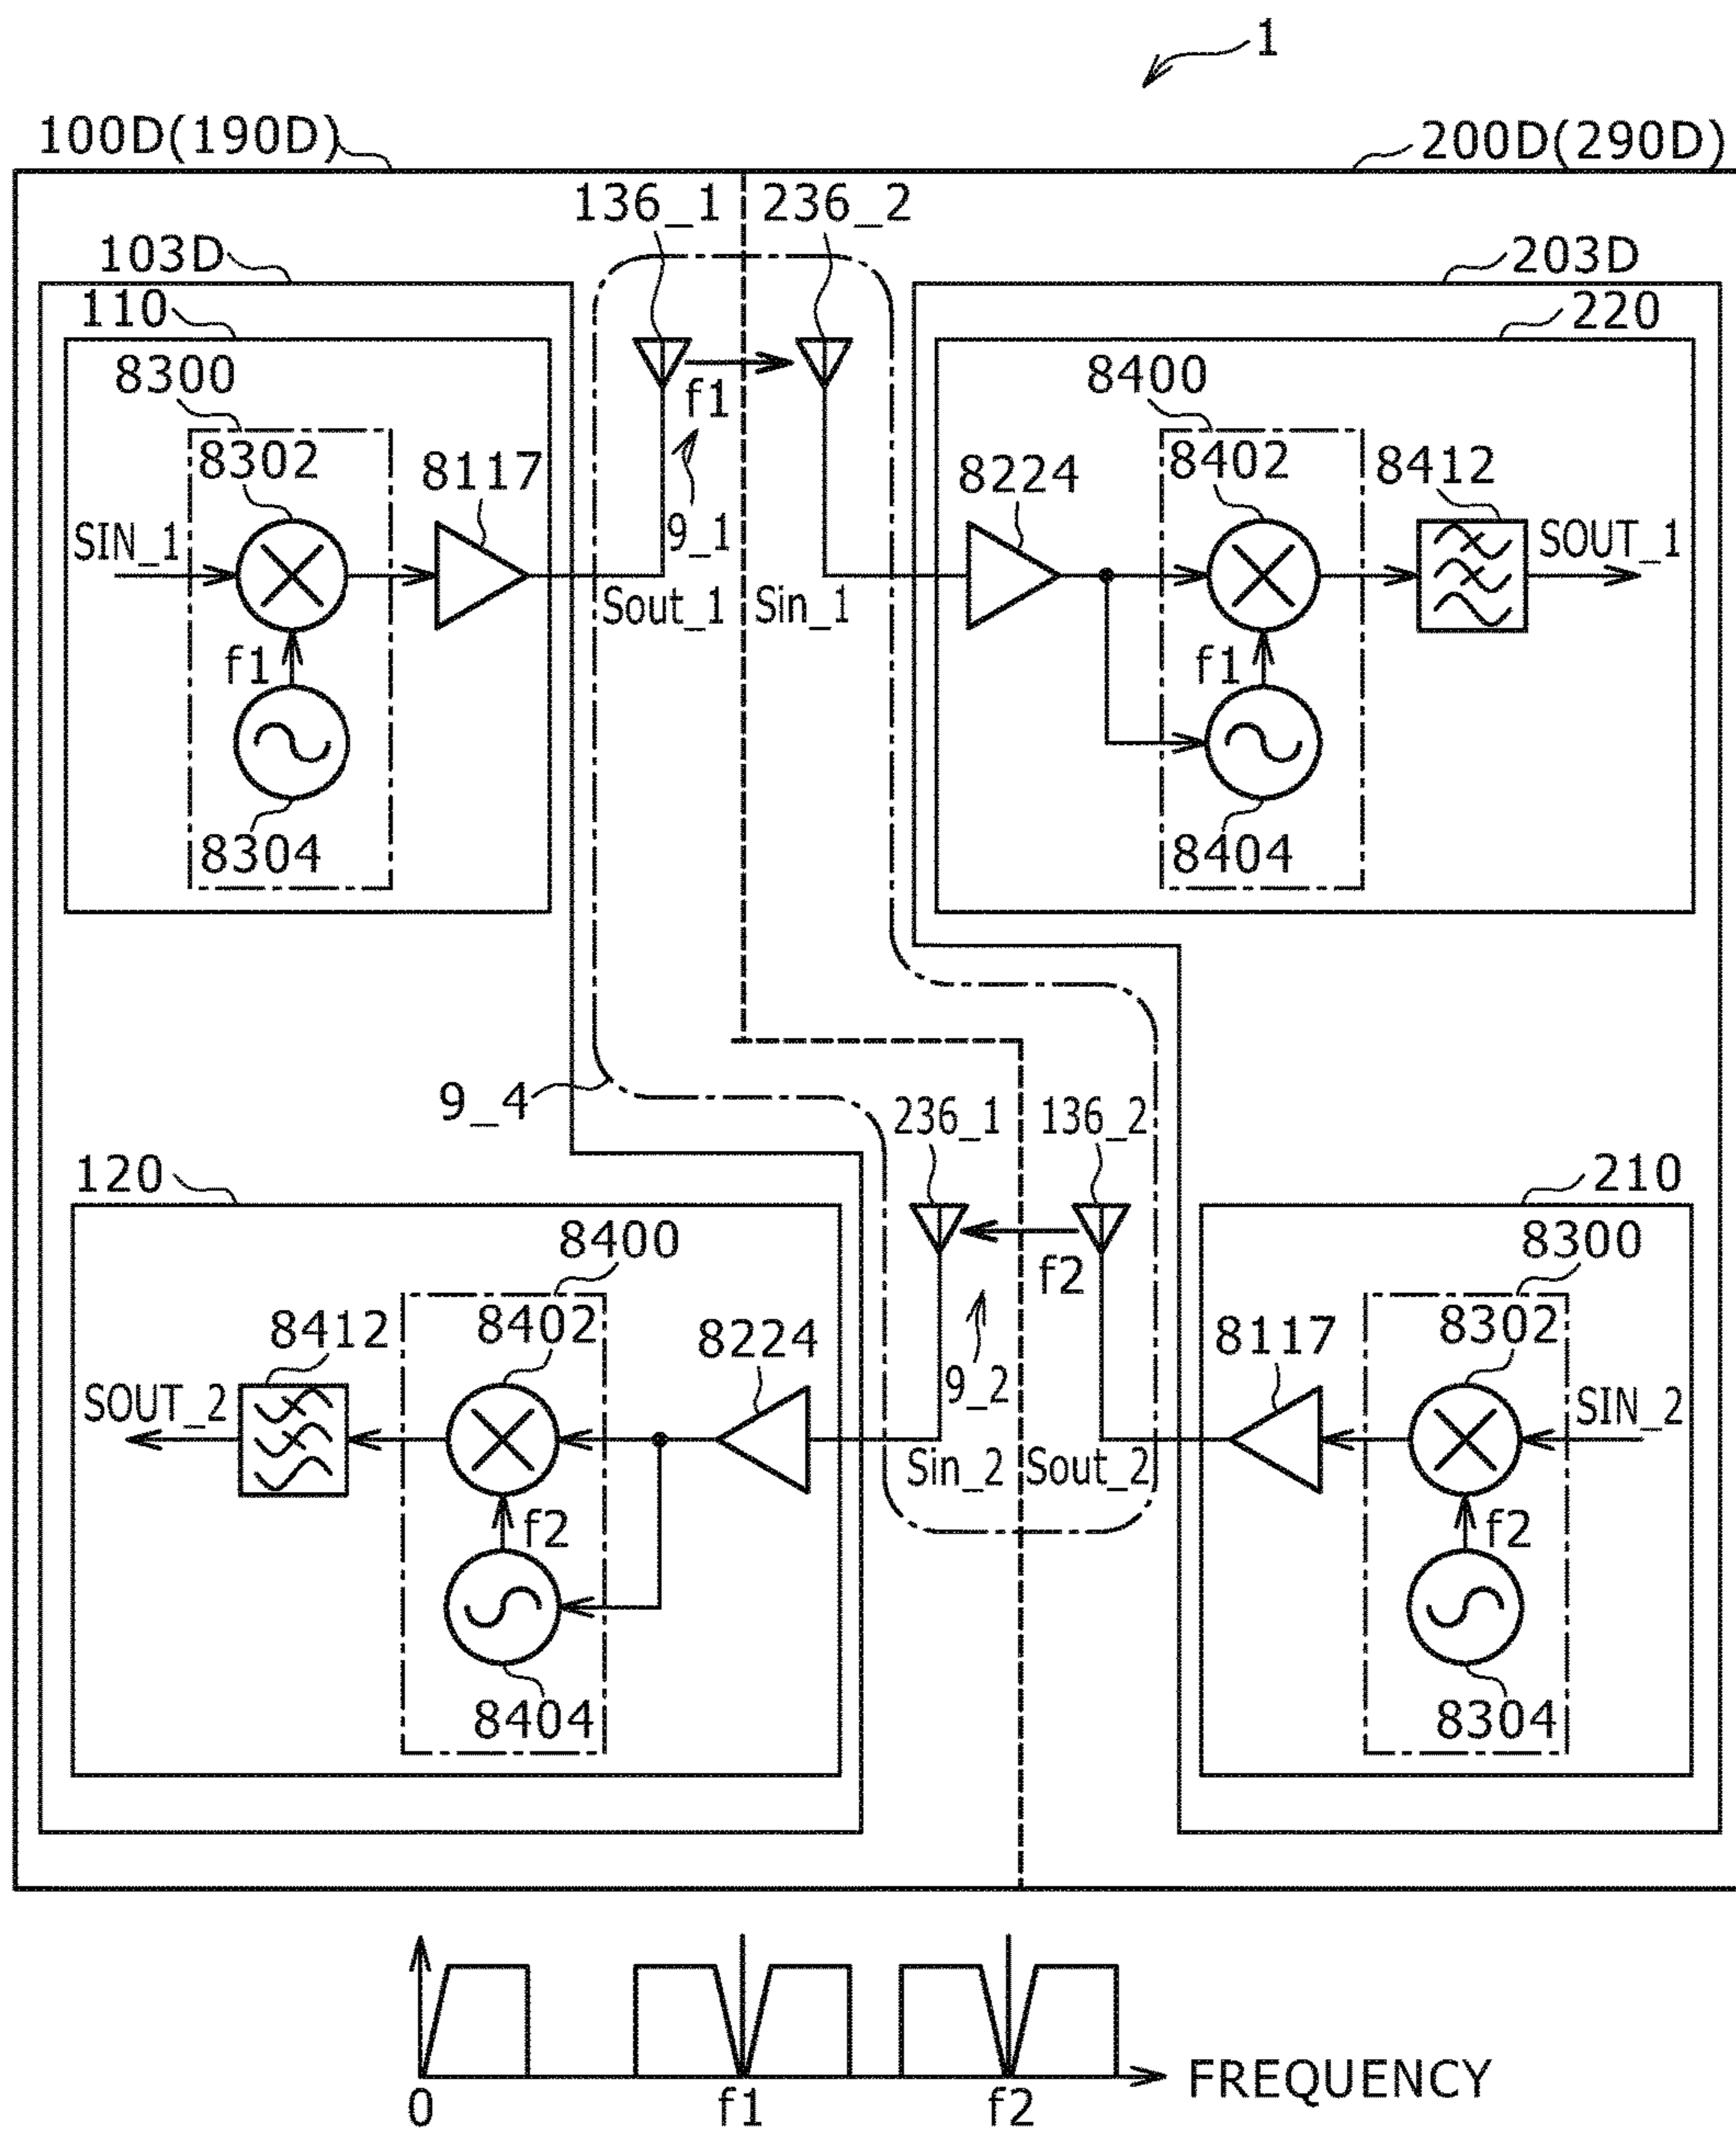 1
100D(190D)
200D(290D)
136_1
236_2
103D
203D
110
220
8300
8400
f1
8302
8117
8224
8402
8412
9_1
SIN_1
SOUT_1
Sout_1
Sin_1
f1
f1
8304
8404
9_4
236_1
136_2
120
210
8400
8300
f2
8412
8402
8224
8117
8302
9_2
SOUT_2
SIN_2
Sin_2
Sout_2
f2
f2
8404
8304
FREQUENCY
0
f1
f2